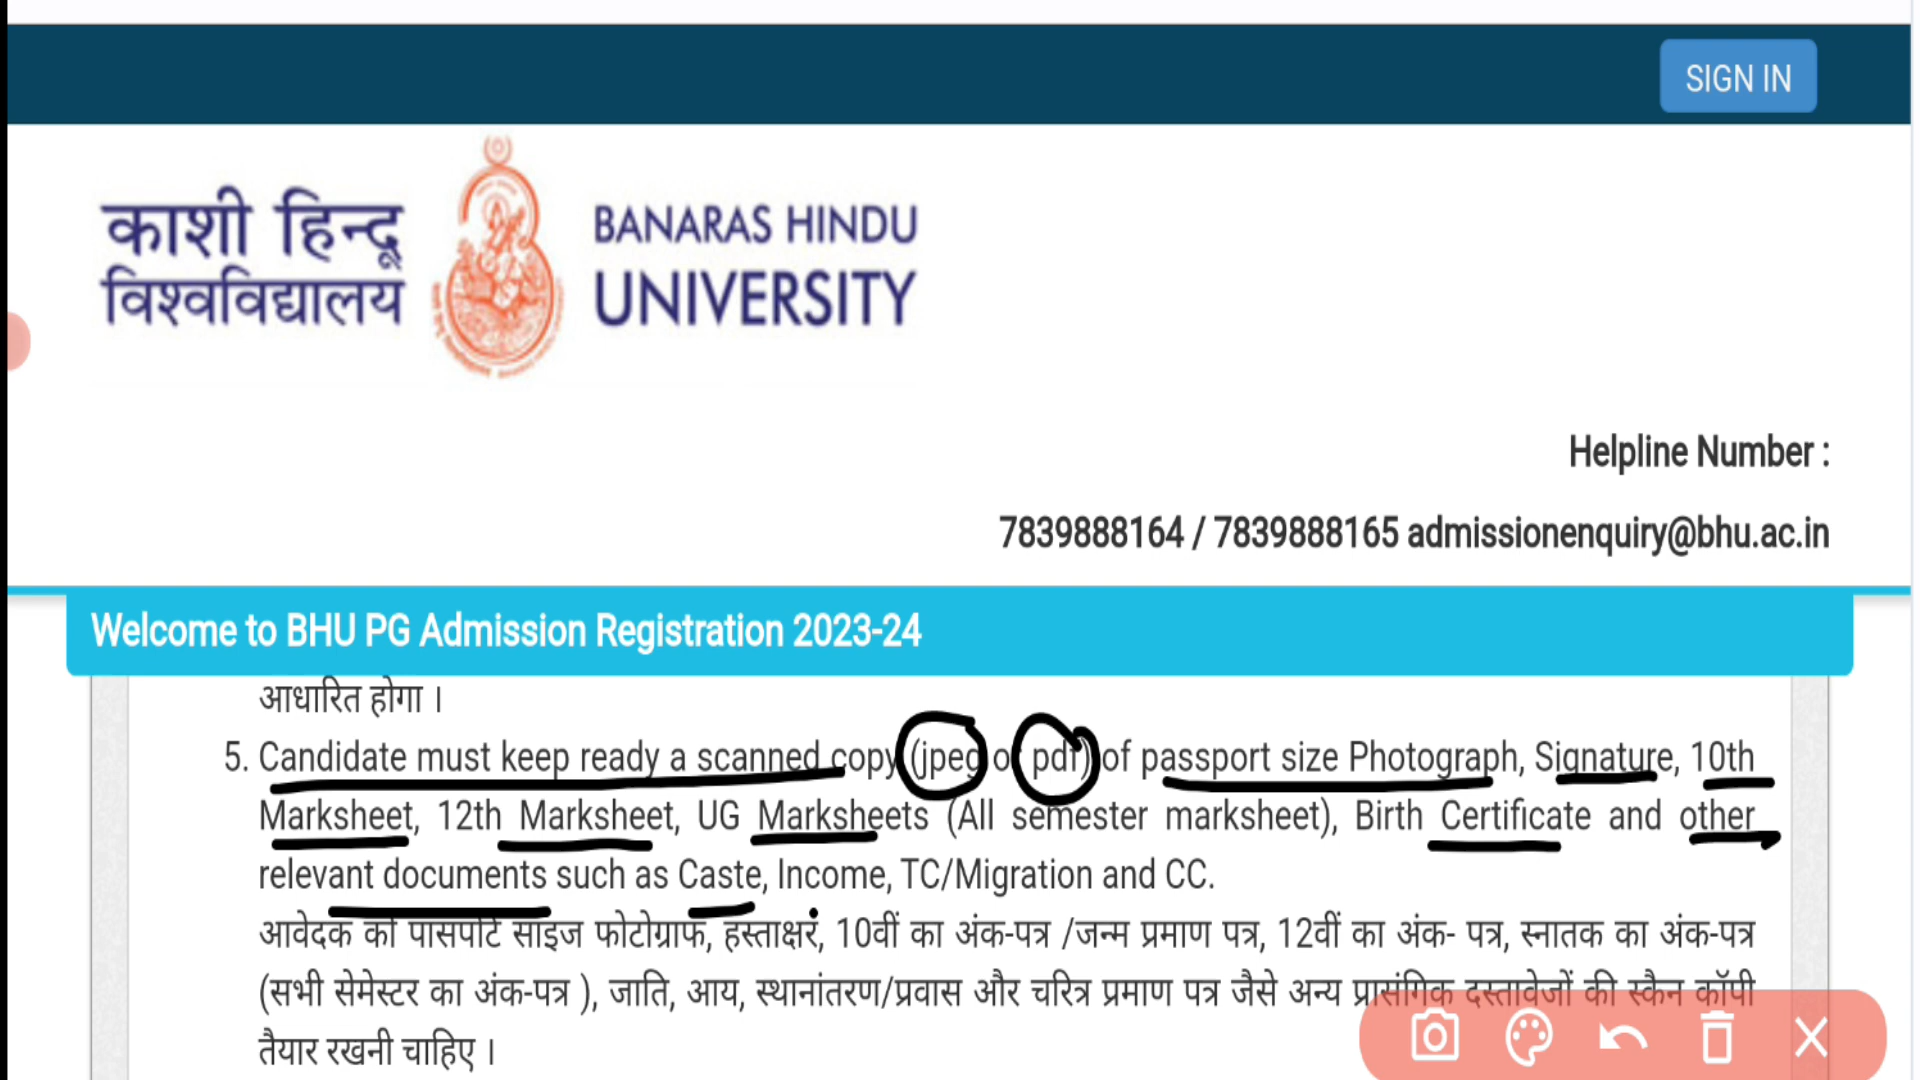 SIGN IN
काशी हिन्दू
विश्वविद्यालय
BANARAS HINDU
UNIVERSITY
Helpline Number :
7839888164 / 7839888165 admissionenquiry@bhu.ac.in
Welcome to BHU PG Admission Registration 2023-24
आधारित होगा ।
5. Candidate must keep ready a scanned copy (jpeg or pdf) of passport size Photograph, Signature, 10th
Marksheet, 12th Marksheet, UG Marksheets (All semester marksheet), Birth Certificate and other
relevant documents such as Caste, Income, TC/Migration and CC.
आवेदक को पासपोर्ट साइज फोटोग्राफ, हस्ताक्षर, 10वीं का अंक-पत्र /जन्म प्रमाण पत्र, 12वीं का अंक- पत्र, स्नातक का अंक-पत्र
(सभी सेमेस्टर का अंक-पत्र ), जाति, आय, स्थानांतरण/प्रवास और चरित्र प्रमाण पत्र जैसे अन्य प्रासंगिक दस्तावेजों की स्कैन कॉपी
तैयार रखनी चाहिए ।